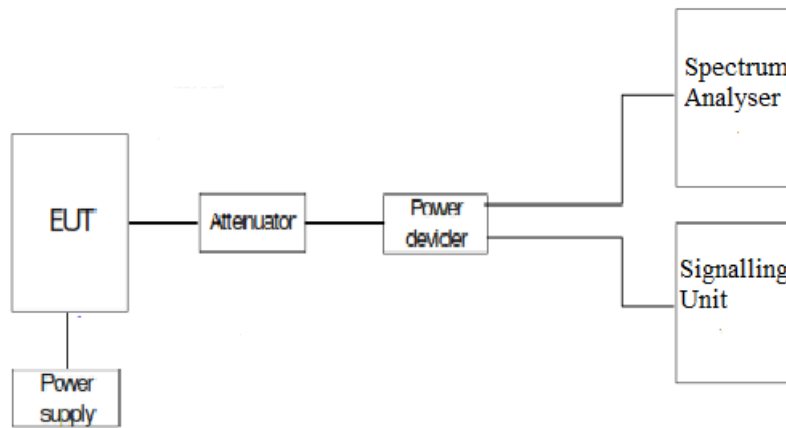 Spectrum
Analyser
EUT
Attenuator
Power
devider
Signalling
Unit
Power
supply